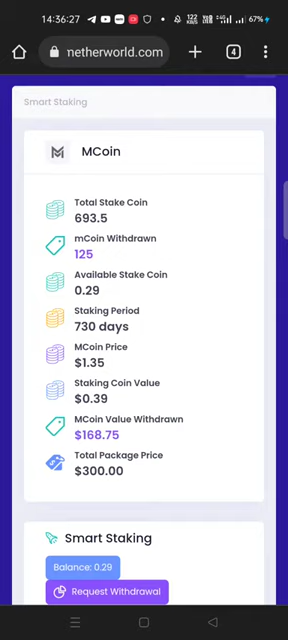 14:36:27
122
KB/S
67%
netherworld.com
4
Smart Staking
MCoin
Total Stake Coin
693.5
mCoin Withdrawn
125
Available Stake Coin
0.29
Staking Period
730 days
MCoin Price
$1.35
Staking Coin Value
$0.39
MCoin Value Withdrawn
$168.75
Total Package Price
$300.00
Smart Staking
Balance: 0.29
Request Withdrawal